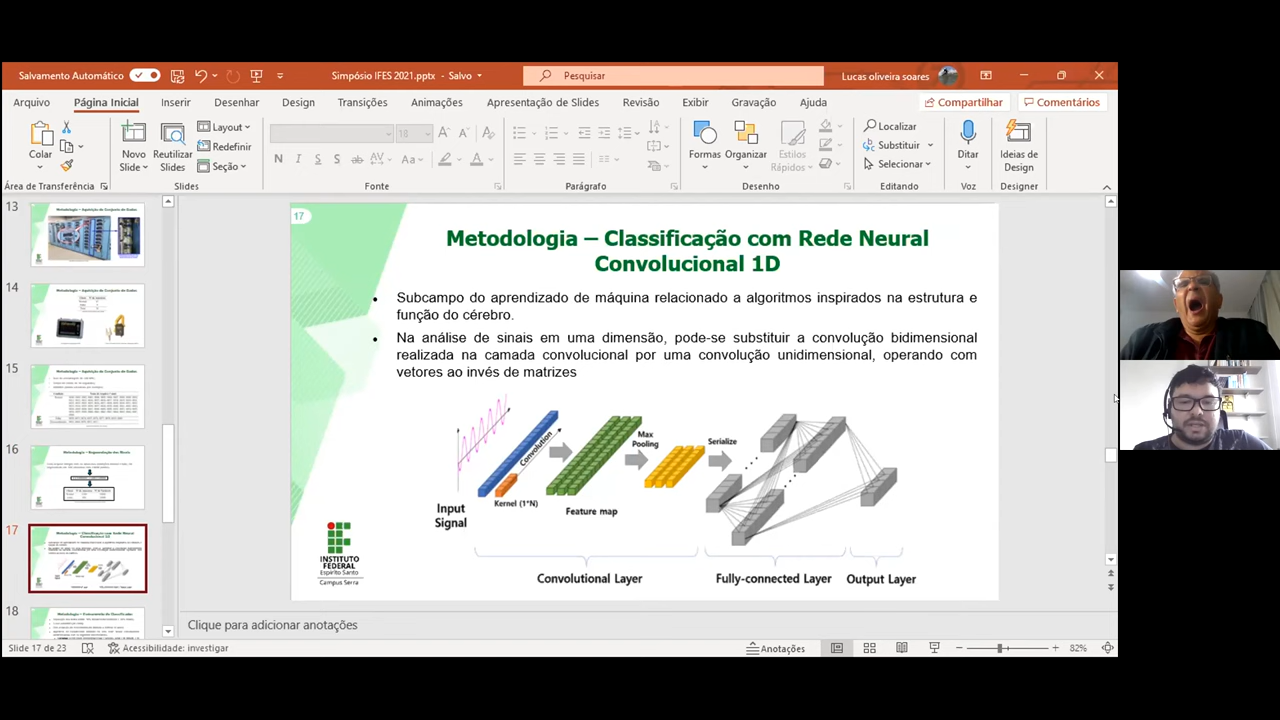 Salvamento Automático
Simpósio IFES 2021.pptx - Salvo
Pesquisar
Lucas oliveira soares
Arquivo Página Inicial Inserir Desenhar Design Transições Animações Apresentação de Slides Revisão Exibir Gravação Ajuda Compartilhar Comentários
Colar
Novo Slide
Reutilizar Slides
Layout
Redefinir
Seção
18
N I S S ab AV Aa A
Formas
Organizar
Estilos Rápidos
Localizar
Substituir
Selecionar
Ditar
Ideias de Design
Área de Transferência Slides Fonte Parágrafo Desenho Editando Voz Designer
13
14
15
16
17
18
17
Metodologia – Classificação com Rede Neural
Convolucional 1D
• Subcampo do aprendizado de máquina relacionado a algoritmos inspirados na estrutura e
função do cérebro.
• Na análise de sinais em uma dimensão, pode-se substituir a convolução bidimensional
realizada na camada convolucional por uma convolução unidimensional, operando com
vetores ao invés de matrizes
Convolution
Max
Pooling
Serialize
Input
Signal
Kernel (1*N)
Feature map
Convolutional Layer
Fully-connected Layer
Output Layer
INSTITUTO
FEDERAL
Espírito Santo
Campus Serra
Clique para adicionar anotações
Slide 17 de 23
Acessibilidade: investigar
Anotações
82%